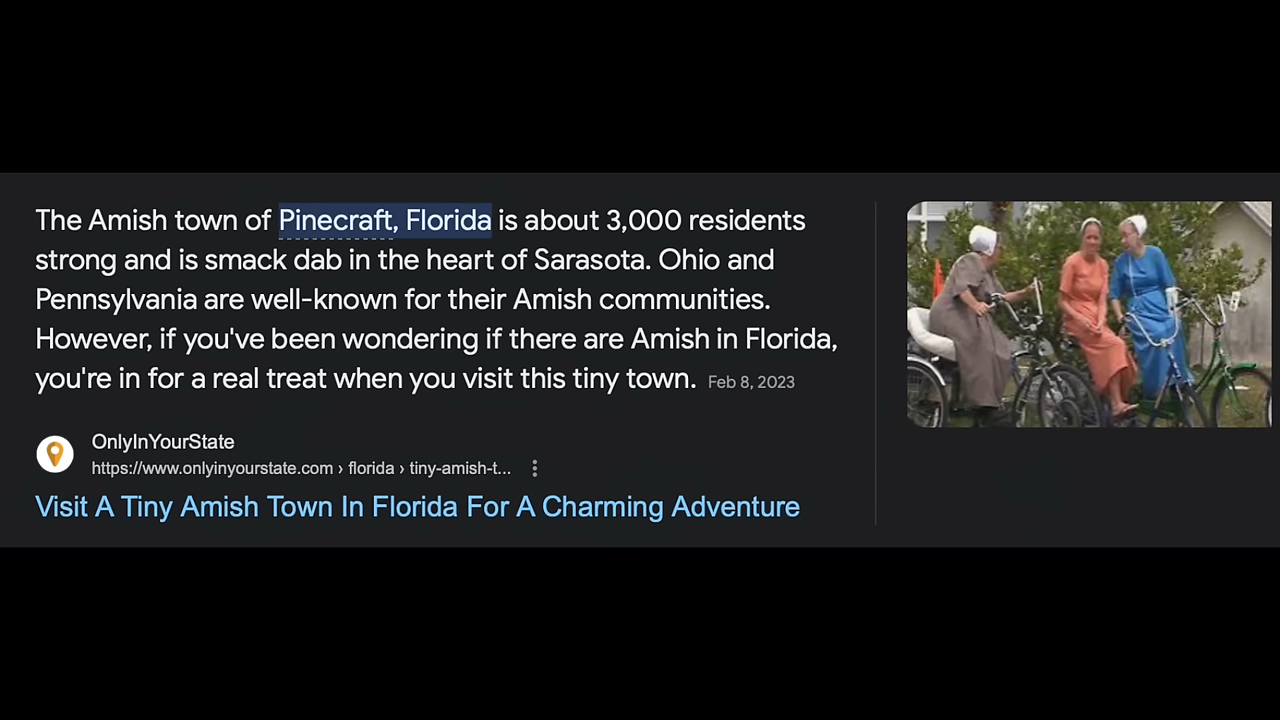 The Amish town of Pinecraft, Florida is about 3,000 residents
strong and is smack dab in the heart of Sarasota. Ohio and
Pennsylvania are well-known for their Amish communities.
However, if you've been wondering if there are Amish in Florida,
you're in for a real treat when you visit this tiny town. Feb 8, 2023
OnlyInYourState
https://www.onlyinyourstate.com › florida › tiny-amish-t...
Visit A Tiny Amish Town In Florida For A Charming Adventure